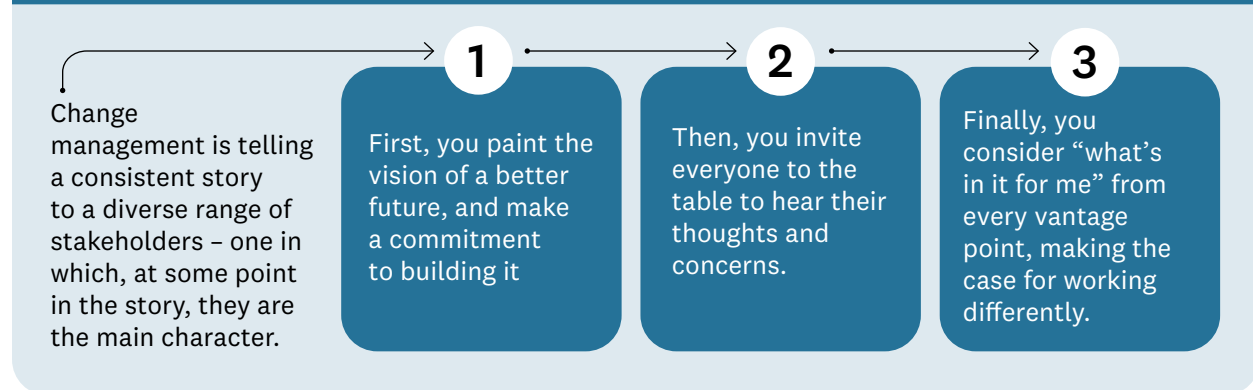 Change
management is telling
a consistent story
to a diverse range of
stakeholders – one in
which, at some point
in the story, they are
the main character.
1
First, you paint the
vision of a better
future, and make
a commitment
to building it
2
Then, you invite
everyone to the
table to hear their
thoughts and
concerns.
3
Finally, you
consider “what’s
in it for me” from
every vantage
point, making the
case for working
differently.